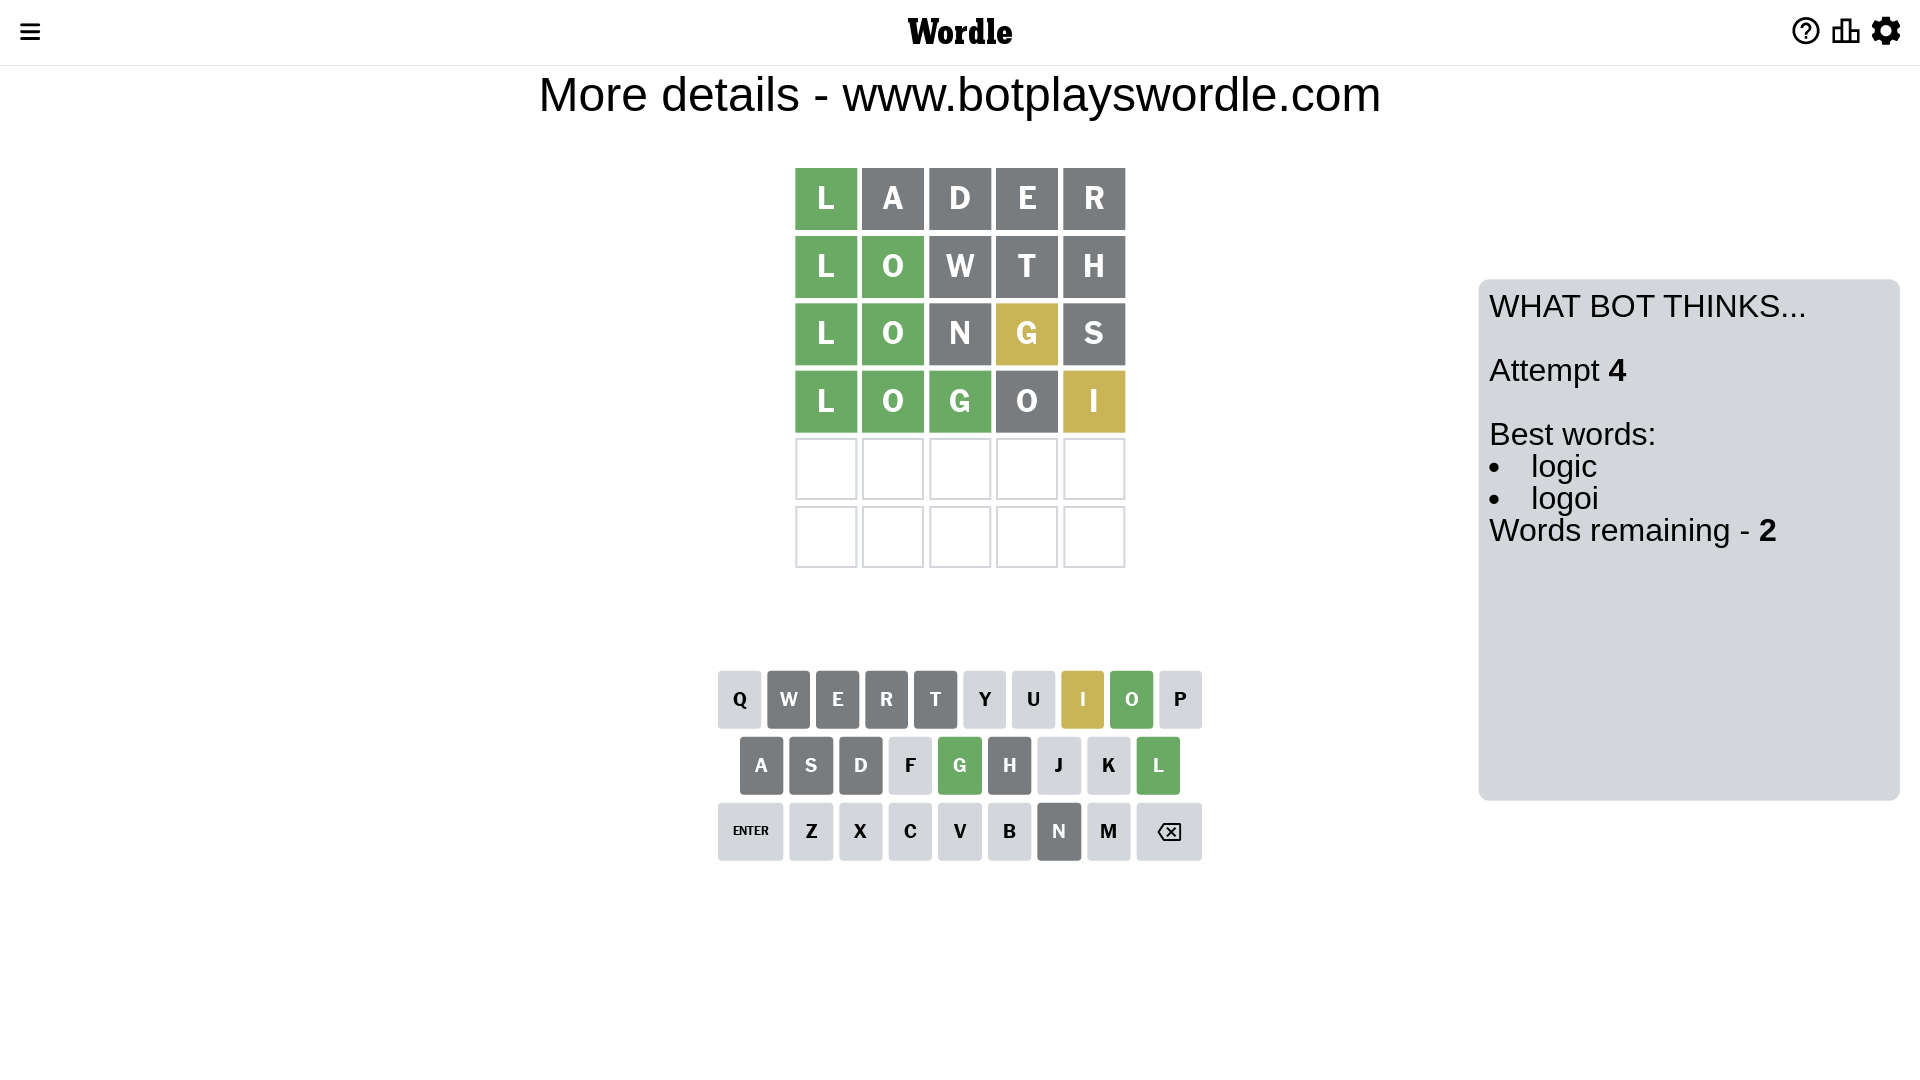 Wordle
More details - www.botplayswordle.com
L A D E R
L O W T H
L O N G S
L O G O I
WHAT BOT THINKS...
Attempt 4
Best words:
• logic
• logoi
Words remaining - 2
Q W E R T Y U I O P
A S D F G H J K L
ENTER Z X C V B N M